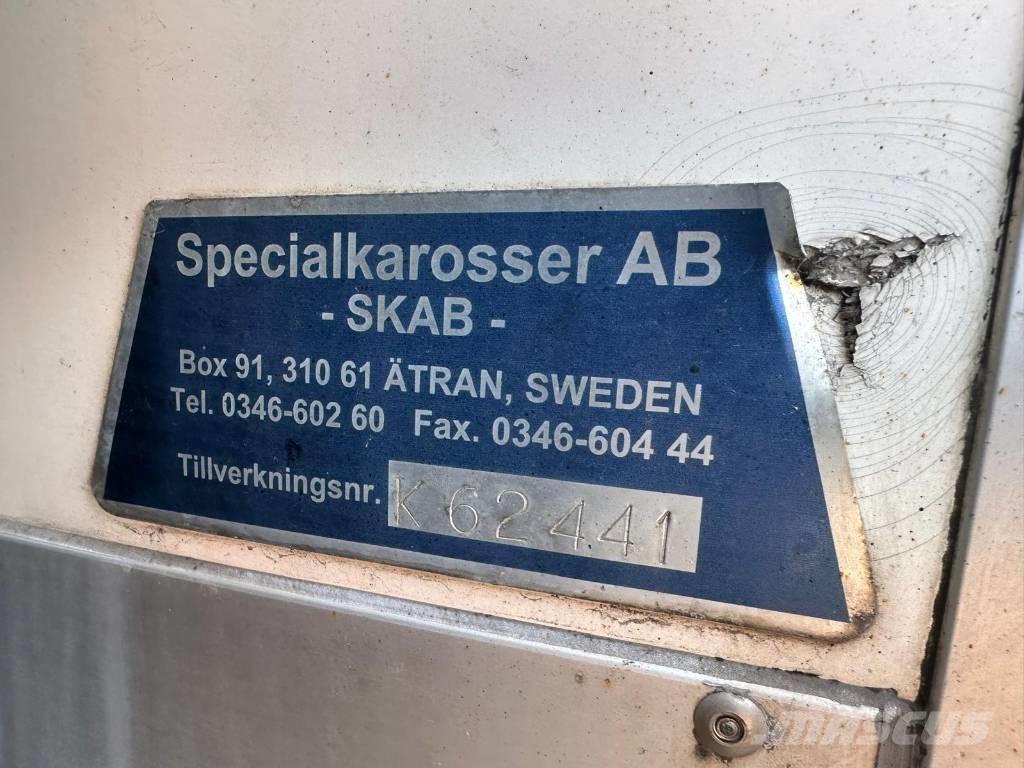 Specialkarosser AB
- SKAB -
Box 91, 310 61 ÄTRAN, SWEDEN
Tel. 0346-602 60 Fax. 0346-604 44
Tillverkningsnr. K 62441
MASCUS